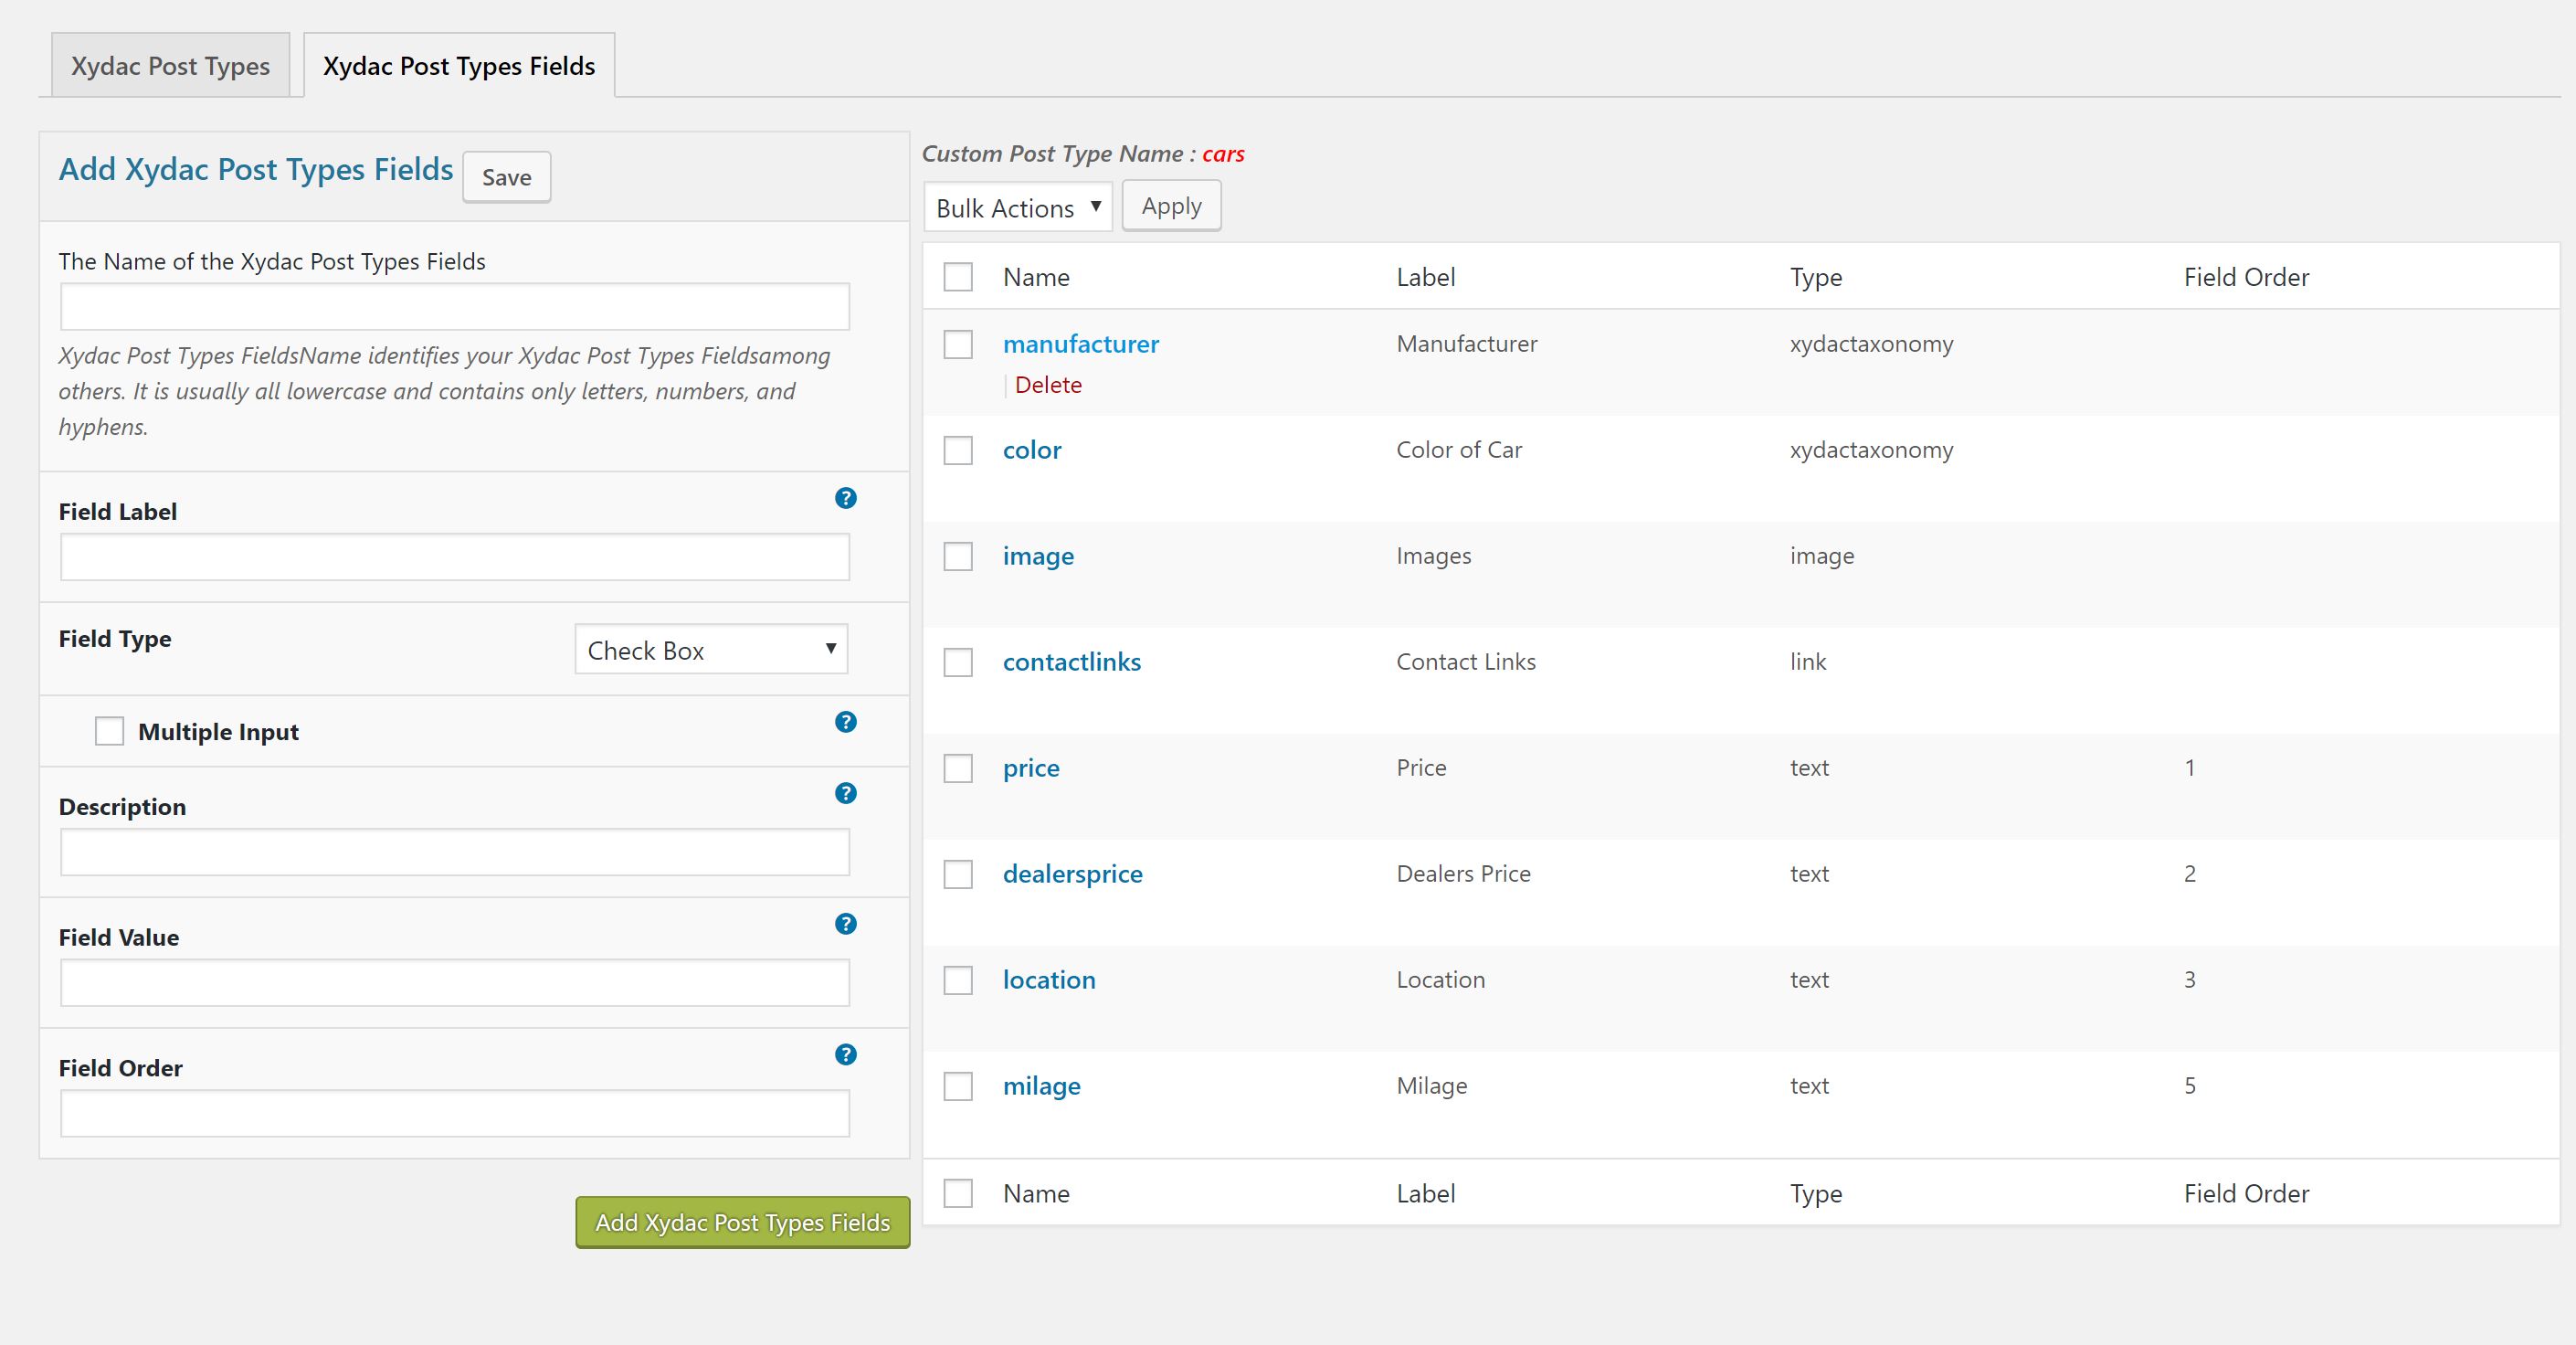 Xydac Post Types
Xydac Post Types Fields
Add Xydac Post Types Fields
Save
The Name of the Xydac Post Types Fields
Xydac Post Types FieldsName identifies your Xydac Post Types Fieldsamong
others. It is usually all lowercase and contains only letters, numbers, and
hyphens.
Field Label
?
Field Type
Check Box
Multiple Input
?
Description
?
Field Value
?
Field Order
?
Add Xydac Post Types Fields
Custom Post Type Name : cars
Bulk Actions
Apply
Name Label Type Field Order
manufacturer Manufacturer xydactaxonomy
| Delete
color Color of Car xydactaxonomy
image Images image
contactlinks Contact Links link
price Price text 1
dealersprice Dealers Price text 2
location Location text 3
milage Milage text 5
Name Label Type Field Order